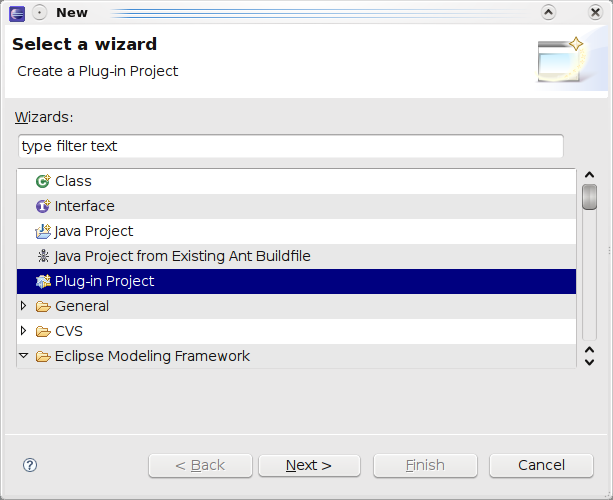 New
Select a wizard
Create a Plug-in Project
Wizards:
type filter text
Class
Interface
Java Project
Java Project from Existing Ant Buildfile
Plug-in Project
General
CVS
Eclipse Modeling Framework
< Back Next > Finish Cancel